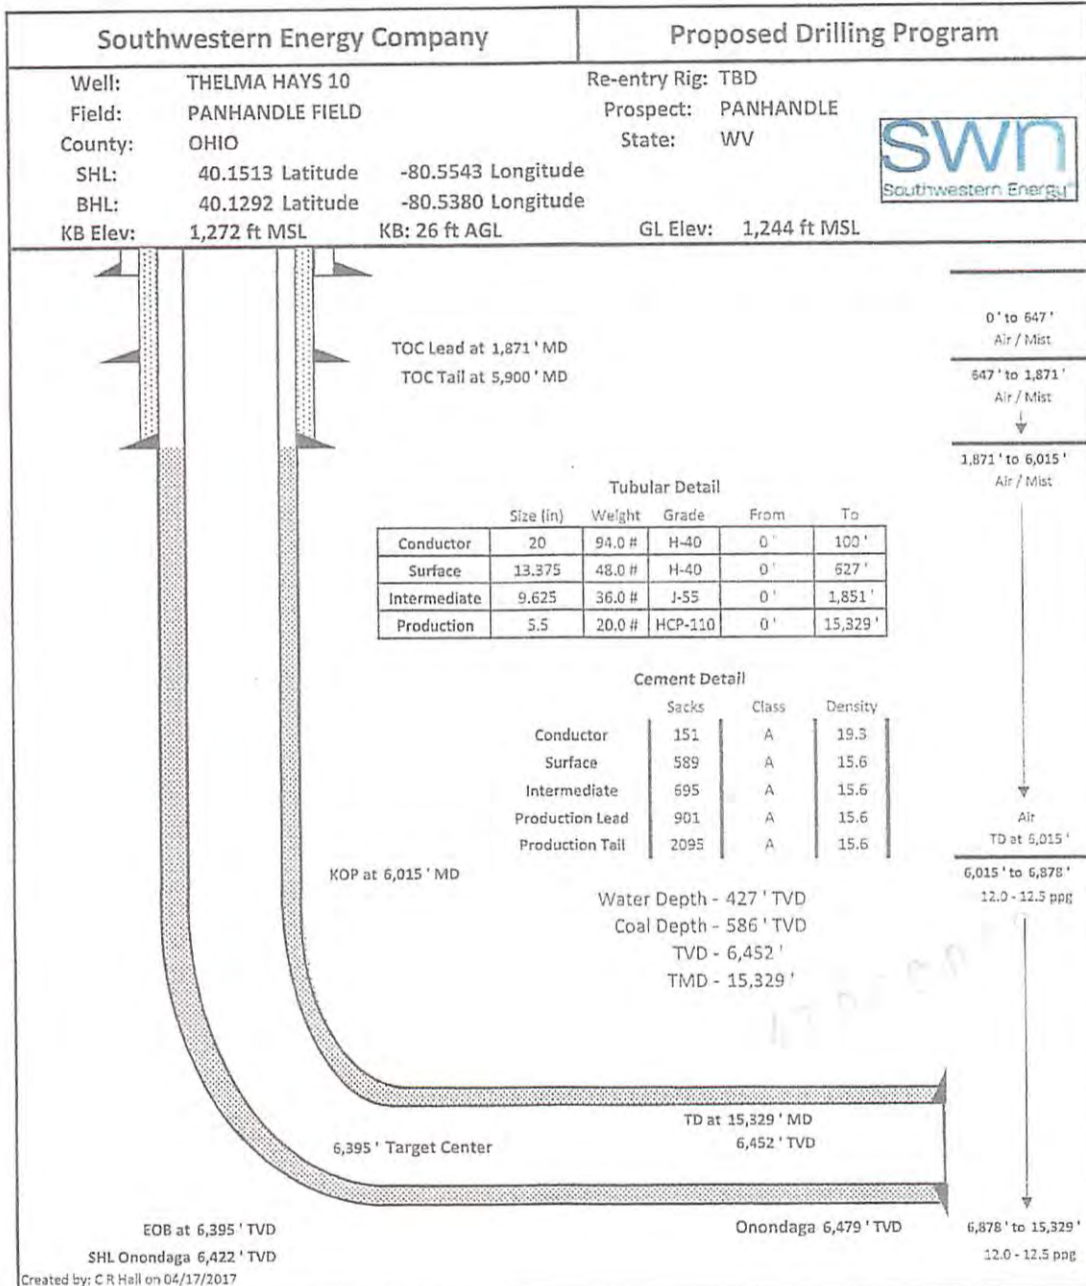 Southwestern Energy Company
Proposed Drilling Program
Well: THELMA HAYS 10 Re-entry Rig: TBD
Field: PANHANDLE FIELD Prospect: PANHANDLE
County: OHIO State: WV
SHL: 40.1513 Latitude -80.5543 Longitude
BHL: 40.1292 Latitude -80.5380 Longitude
KB Elev: 1,272 ft MSL KB: 26 ft AGL GL Elev: 1,244 ft MSL
SWN
Southwestern Energy
0 ' to 647 '
Air / Mist
TOC Lead at 1,871 ' MD
TOC Tail at 5,900 ' MD
647 ' to 1,871 '
Air / Mist
1,871 ' to 6,015 '
Air / Mist
Tubular Detail
Size (in) Weight Grade From To
Conductor 20 94.0 # H-40 0 ' 100 '
Surface 13.375 48.0 # H-40 0 ' 627 '
Intermediate 9.625 36.0 # J-55 0 ' 1,851 '
Production 5.5 20.0 # HCP-110 0 ' 15,329 '
Cement Detail
Sacks Class Density
Conductor 151 A 19.3
Surface 589 A 15.6
Intermediate 695 A 15.6
Production Lead 901 A 15.6
Production Tail 2095 A 15.6
Air
TD at 6,015 '
KOP at 6,015 ' MD
6,015 ' to 6,878 '
12.0 - 12.5 ppg
Water Depth - 427 ' TVD
Coal Depth - 586 ' TVD
TVD - 6,452 '
TMD - 15,329 '
TD at 15,329 ' MD
6,452 ' TVD
6,395 ' Target Center
EOB at 6,395 ' TVD
Onondaga 6,479 ' TVD
6,878 ' to 15,329 '
SHL Onondaga 6,422 ' TVD
12.0 - 12.5 ppg
Created by: C R Hall on 04/17/2017